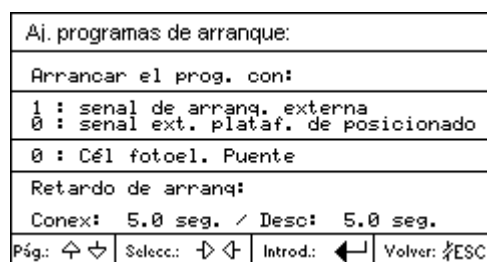 Aj. programas de arranque:
Arrancar el prog. con:
1 : senal de arranq. externa
0 : senal ext. plataf. de posicionado
0 : Cél fotoel. Puente
Retardo de arranq:
Conex: 5.0 seg. / Desc: 5.0 seg.
Pág.: Selecc.: Introd.: Volver: ESC